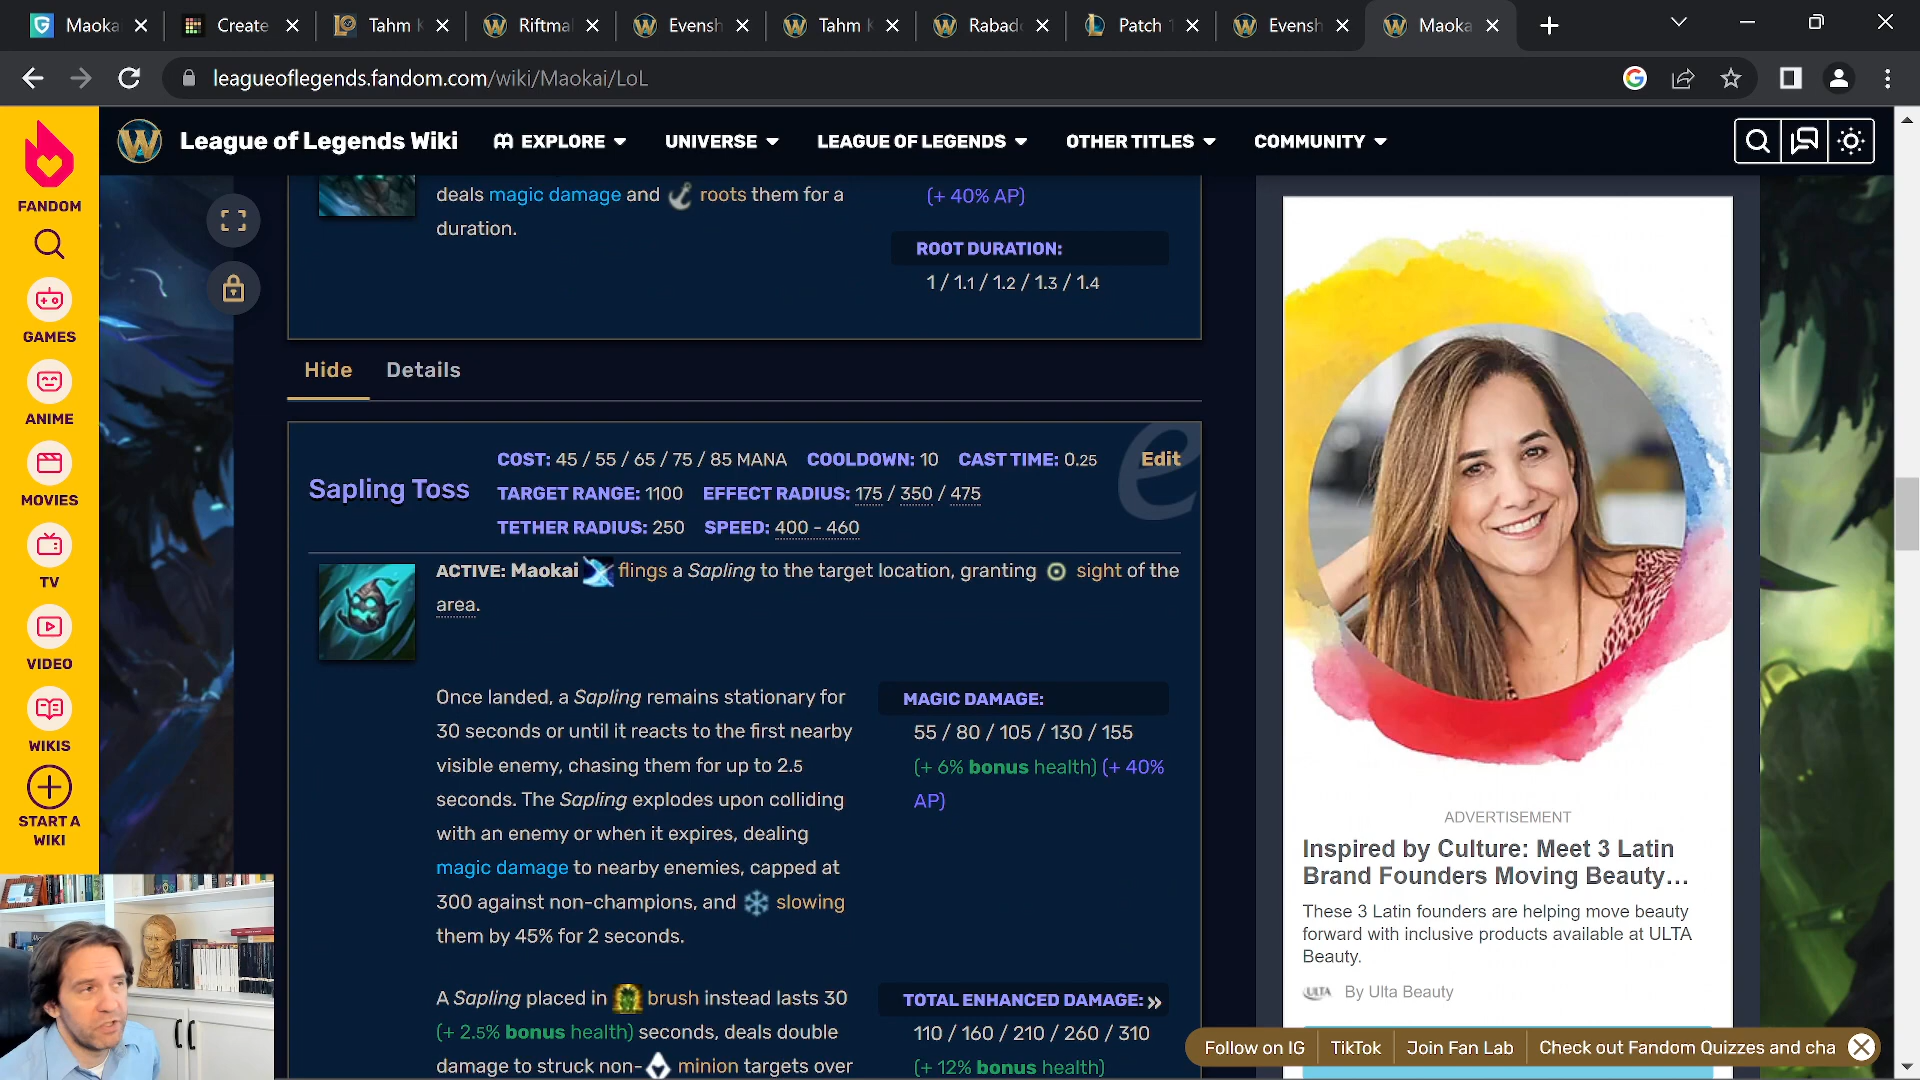 Maoka
Create
Tahm K
Riftma
Evensh
Tahm K
Rabado
Patch 1
Evensh
Maoka
leagueoflegends.fandom.com/wiki/Maokai/LoL
League of Legends Wiki
EXPLORE
UNIVERSE
LEAGUE OF LEGENDS
OTHER TITLES
COMMUNITY
FANDOM
GAMES
ANIME
MOVIES
TV
VIDEO
WIKIS
START A
WIKI
deals magic damage and roots them for a
duration.
(+ 40% AP)
ROOT DURATION:
1 / 1.1 / 1.2 / 1.3 / 1.4
Hide
Details
Sapling Toss
COST: 45 / 55 / 65 / 75 / 85 MANA COOLDOWN: 10 CAST TIME: 0.25
Edit
TARGET RANGE: 1100 EFFECT RADIUS: 175 / 350 / 475
TETHER RADIUS: 250 SPEED: 400 - 460
e
ACTIVE: Maokai flings a Sapling to the target location, granting sight of the
area.
Once landed, a Sapling remains stationary for
30 seconds or until it reacts to the first nearby
visible enemy, chasing them for up to 2.5
seconds. The Sapling explodes upon colliding
with an enemy or when it expires, dealing
magic damage to nearby enemies, capped at
300 against non-champions, and slowing
them by 45% for 2 seconds.
MAGIC DAMAGE:
55 / 80 / 105 / 130 / 155
(+ 6% bonus health) (+ 40%
AP)
A Sapling placed in brush instead lasts 30
(+ 2.5% bonus health) seconds, deals double
damage to struck non- minion targets over
TOTAL ENHANCED DAMAGE: »
110 / 160 / 210 / 260 / 310
(+ 12% bonus health)
ADVERTISEMENT
Inspired by Culture: Meet 3 Latin
Brand Founders Moving Beauty...
These 3 Latin founders are helping move beauty
forward with inclusive products available at ULTA
Beauty.
ULTA
By Ulta Beauty
Follow on IG
TikTok
Join Fan Lab
Check out Fandom Quizzes and cha